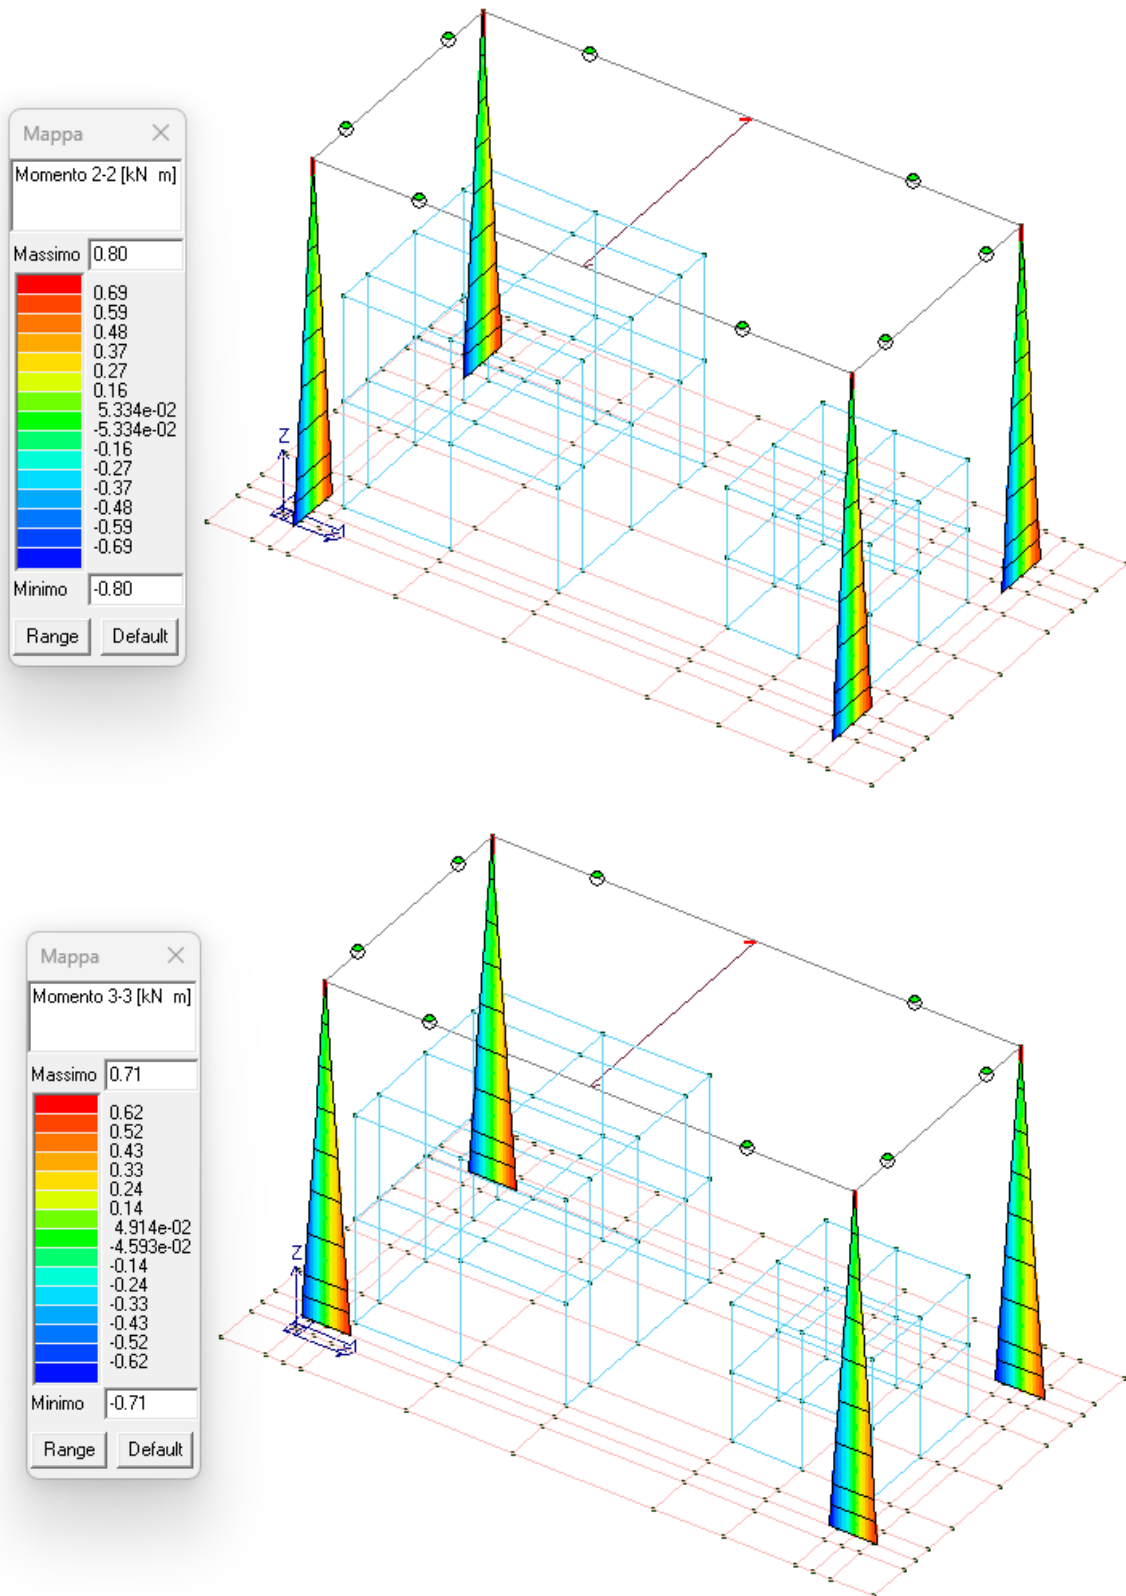 Mappa
Momento 2-2 [kN m]
Massimo 0.80
0.69
0.59
0.48
0.37
0.27
0.16
5.334e-02
-5.334e-02
-0.16
-0.27
-0.37
-0.48
-0.59
-0.69
Minimo -0.80
Range Default
Z
Mappa
Momento 3-3 [kN m]
Massimo 0.71
0.62
0.52
0.43
0.33
0.24
0.14
4.914e-02
-4.593e-02
-0.14
-0.24
-0.33
-0.43
-0.52
-0.62
Minimo -0.71
Range Default
Z